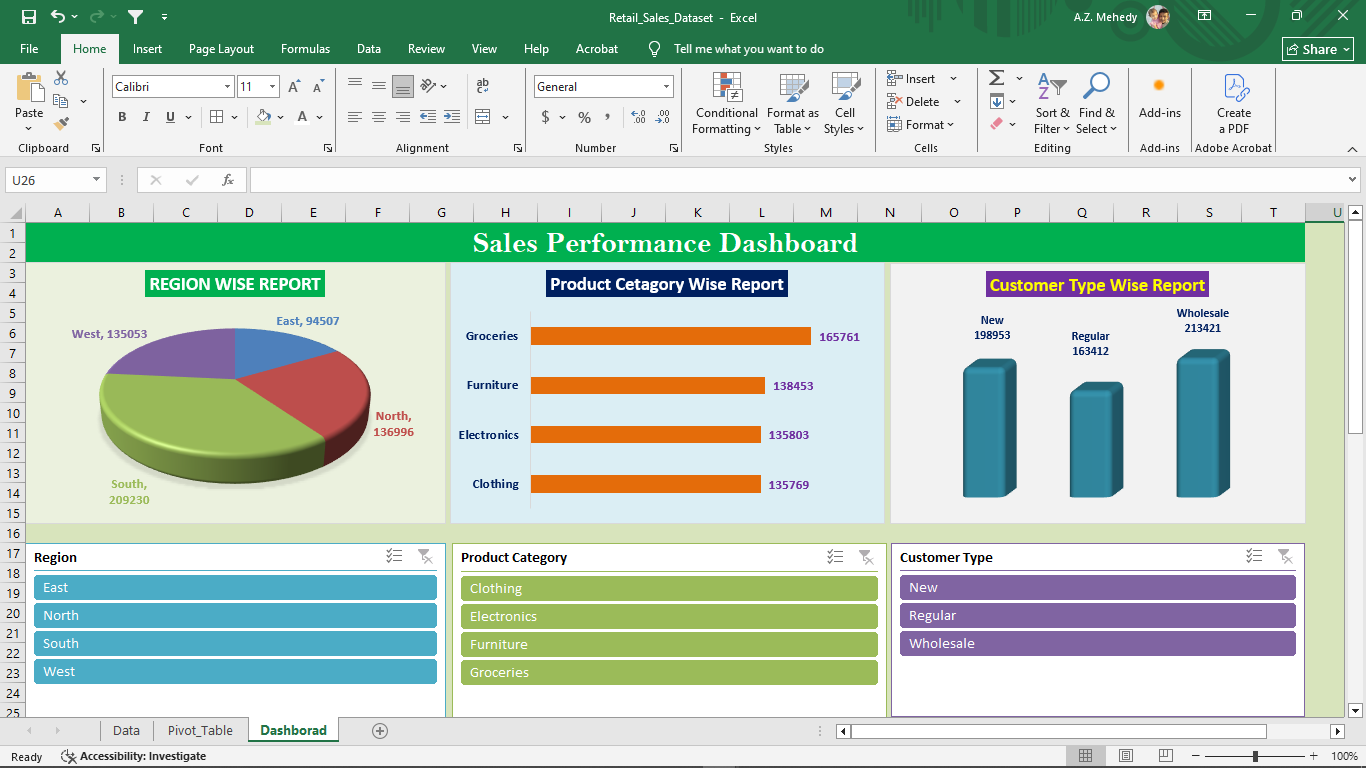 Retail_Sales_Dataset - Excel
A.Z. Mehedy
File Home Insert Page Layout Formulas Data Review View Help Acrobat Tell me what you want to do Share
Paste
Clipboard
Calibri 11
B I U A
Font
ab
Alignment
General
$ % ,
Number
Conditional Formatting
Format as Table
Cell Styles
Styles
Insert
Delete
Format
Cells
Sort & Filter
Find & Select
Editing
Add-ins
Add-ins
Create a PDF
Adobe Acrobat
U26
fx
A B C D E F G H I J K L M N O P Q R S T U
1
2
3
4
5
6
7
8
9
10
11
12
13
14
15
16
17
18
19
20
21
22
23
24
25
Sales Performance Dashboard
REGION WISE REPORT
East, 94507
West, 135053
North,
136996
South,
209230
Product Cetagory Wise Report
Groceries 165761
Furniture 138453
Electronics 135803
Clothing 135769
Customer Type Wise Report
New
198953
Regular
163412
Wholesale
213421
Region
East
North
South
West
Product Category
Clothing
Electronics
Furniture
Groceries
Customer Type
New
Regular
Wholesale
Data Pivot_Table Dashborad
Ready Accessibility: Investigate 100%